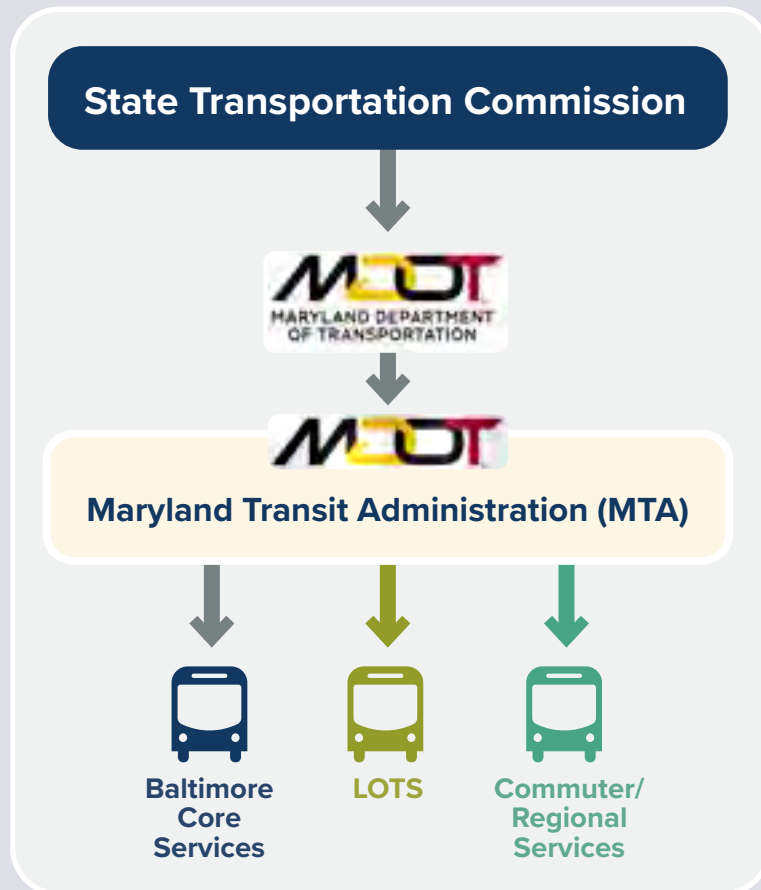 State Transportation Commission
MDOT
MARYLAND DEPARTMENT
OF TRANSPORTATION
MDOT
Maryland Transit Administration (MTA)
Baltimore
Core
Services
LOTS
Commuter/
Regional
Services